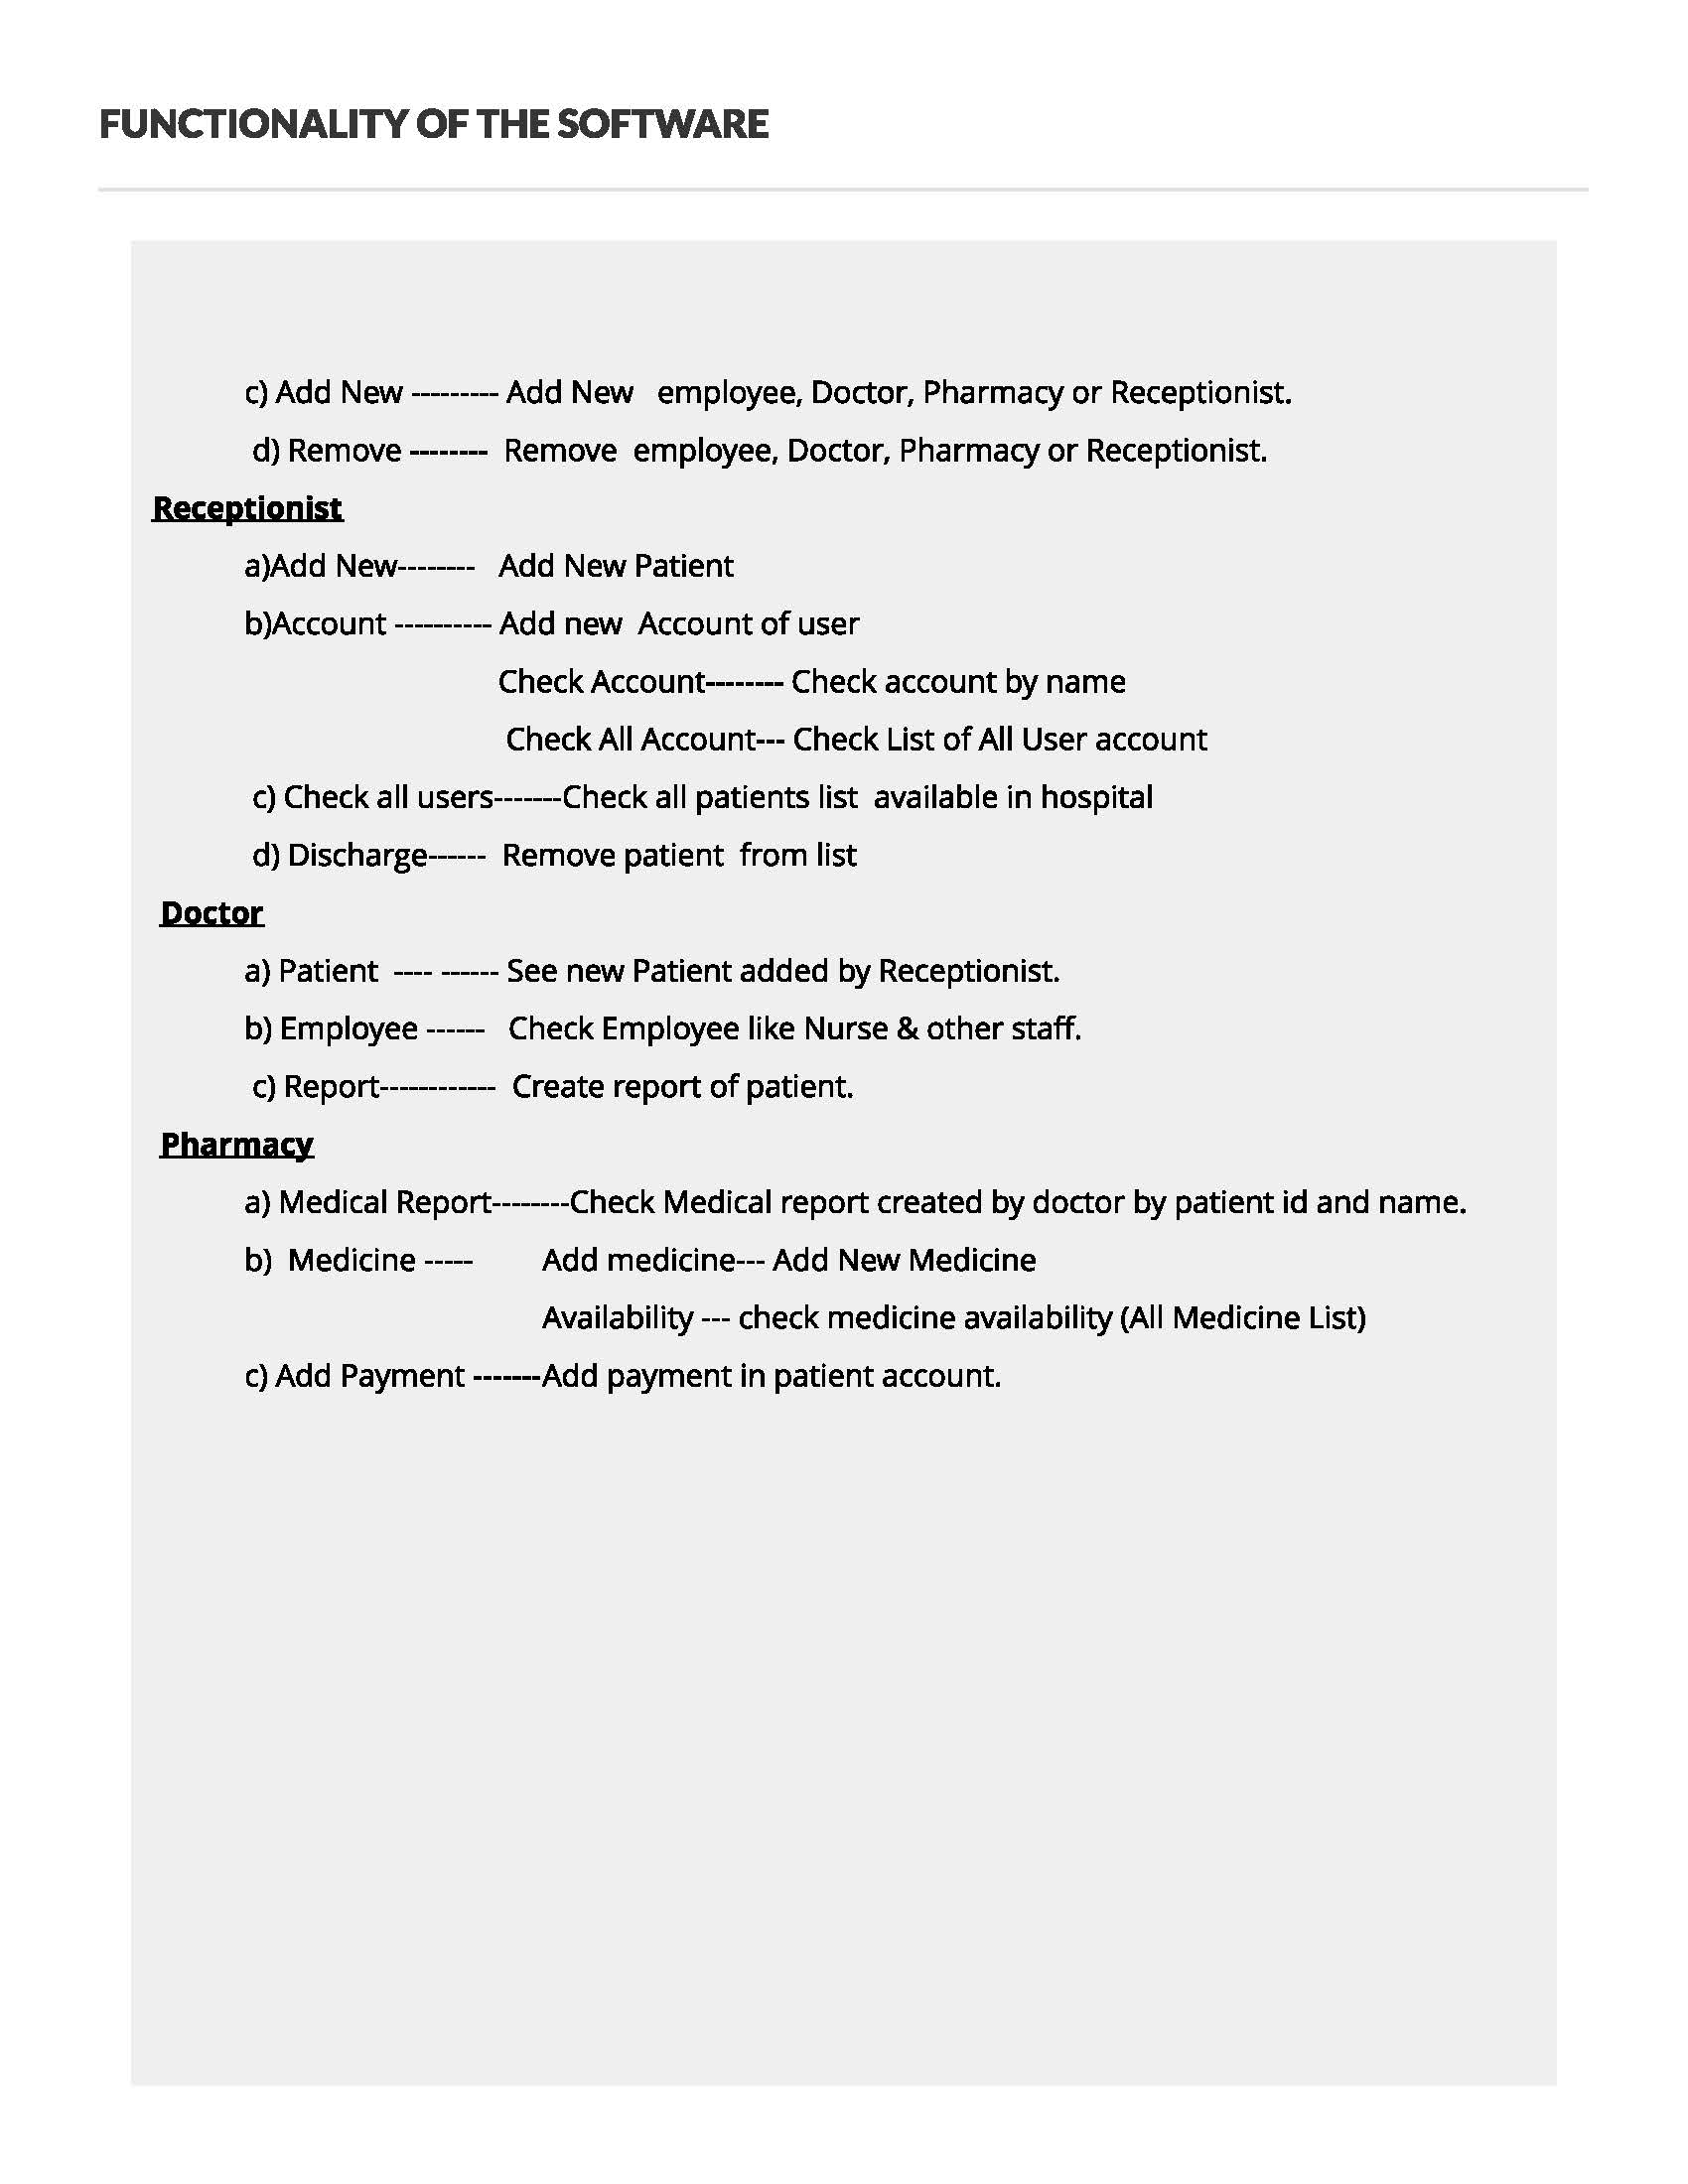 FUNCTIONALITY OF THE SOFTWARE
c) Add New --------- Add New employee, Doctor, Pharmacy or Receptionist.
d) Remove -------- Remove employee, Doctor, Pharmacy or Receptionist.
Receptionist
a)Add New-------- Add New Patient
b)Account ---------- Add new Account of user
Check Account-------- Check account by name
Check All Account--- Check List of All User account
c) Check all users-------Check all patients list available in hospital
d) Discharge------ Remove patient from list
Doctor
a) Patient ---- ------ See new Patient added by Receptionist.
b) Employee ------ Check Employee like Nurse & other staff.
c) Report------------ Create report of patient.
Pharmacy
a) Medical Report--------Check Medical report created by doctor by patient id and name.
b) Medicine ----- Add medicine--- Add New Medicine
Availability --- check medicine availability (All Medicine List)
c) Add Payment -------Add payment in patient account.